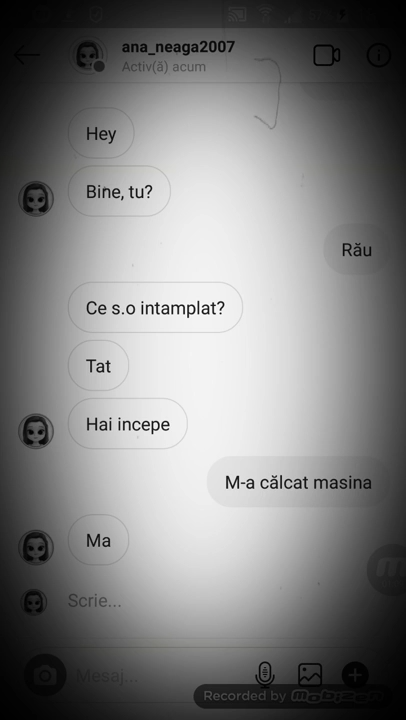 ana_neaga2007
Activ(ă) acum
Hey
Bine, tu?
Rău
Ce s.o intamplat?
Tat
Hai incepe
M-a călcat masina
Ma
Scrie...
Mesaj...
Recorded by mobizen